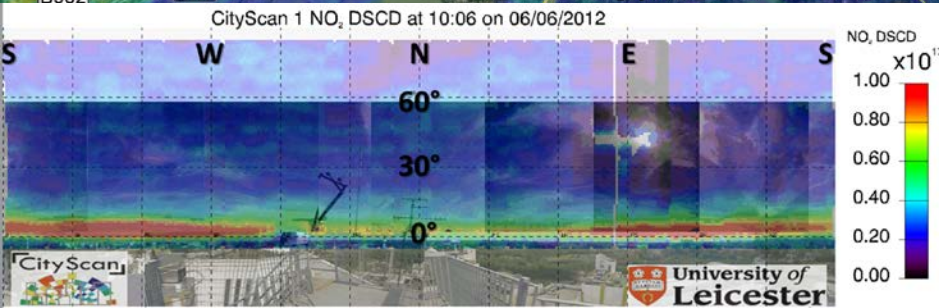 CityScan 1 NO₂ DSCD at 10:06 on 06/06/2012
NO₂ DSCD
S W N E S
60°
1.00
0.80
30°
0.60
0.40
0°
0.20
0.00
CityScan
University of
Leicester